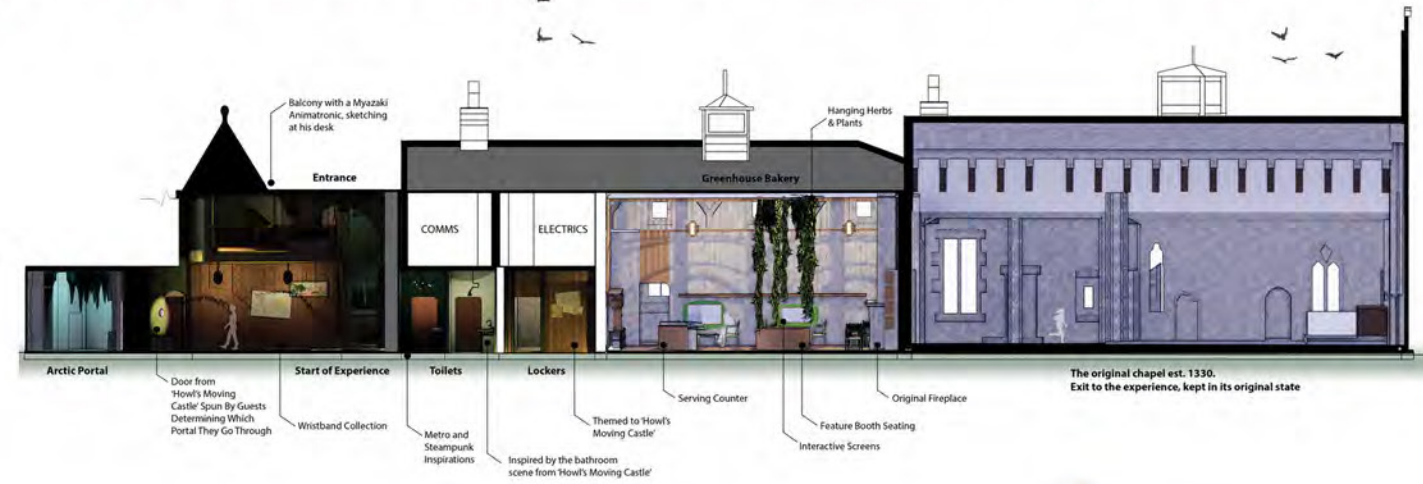 Balcony with a Myazaki
Animatronic, sketching
at his desk
Entrance
Hanging Herbs
& Plants
Greenhouse Bakery
COMMS
ELECTRICS
Arctic Portal
Start of Experience
Toilets
Lockers
The original chapel est. 1330.
Exit to the experience, kept in its original state
Door from
'Howl's Moving
Castle' Spun By Guests
Determining Which
Portal They Go Through
Wristband Collection
Metro and
Steampunk
Inspirations
Inspired by the bathroom
scene from 'Howl's Moving Castle'
Themed to 'Howl's
Moving Castle'
Serving Counter
Interactive Screens
Feature Booth Seating
Original Fireplace